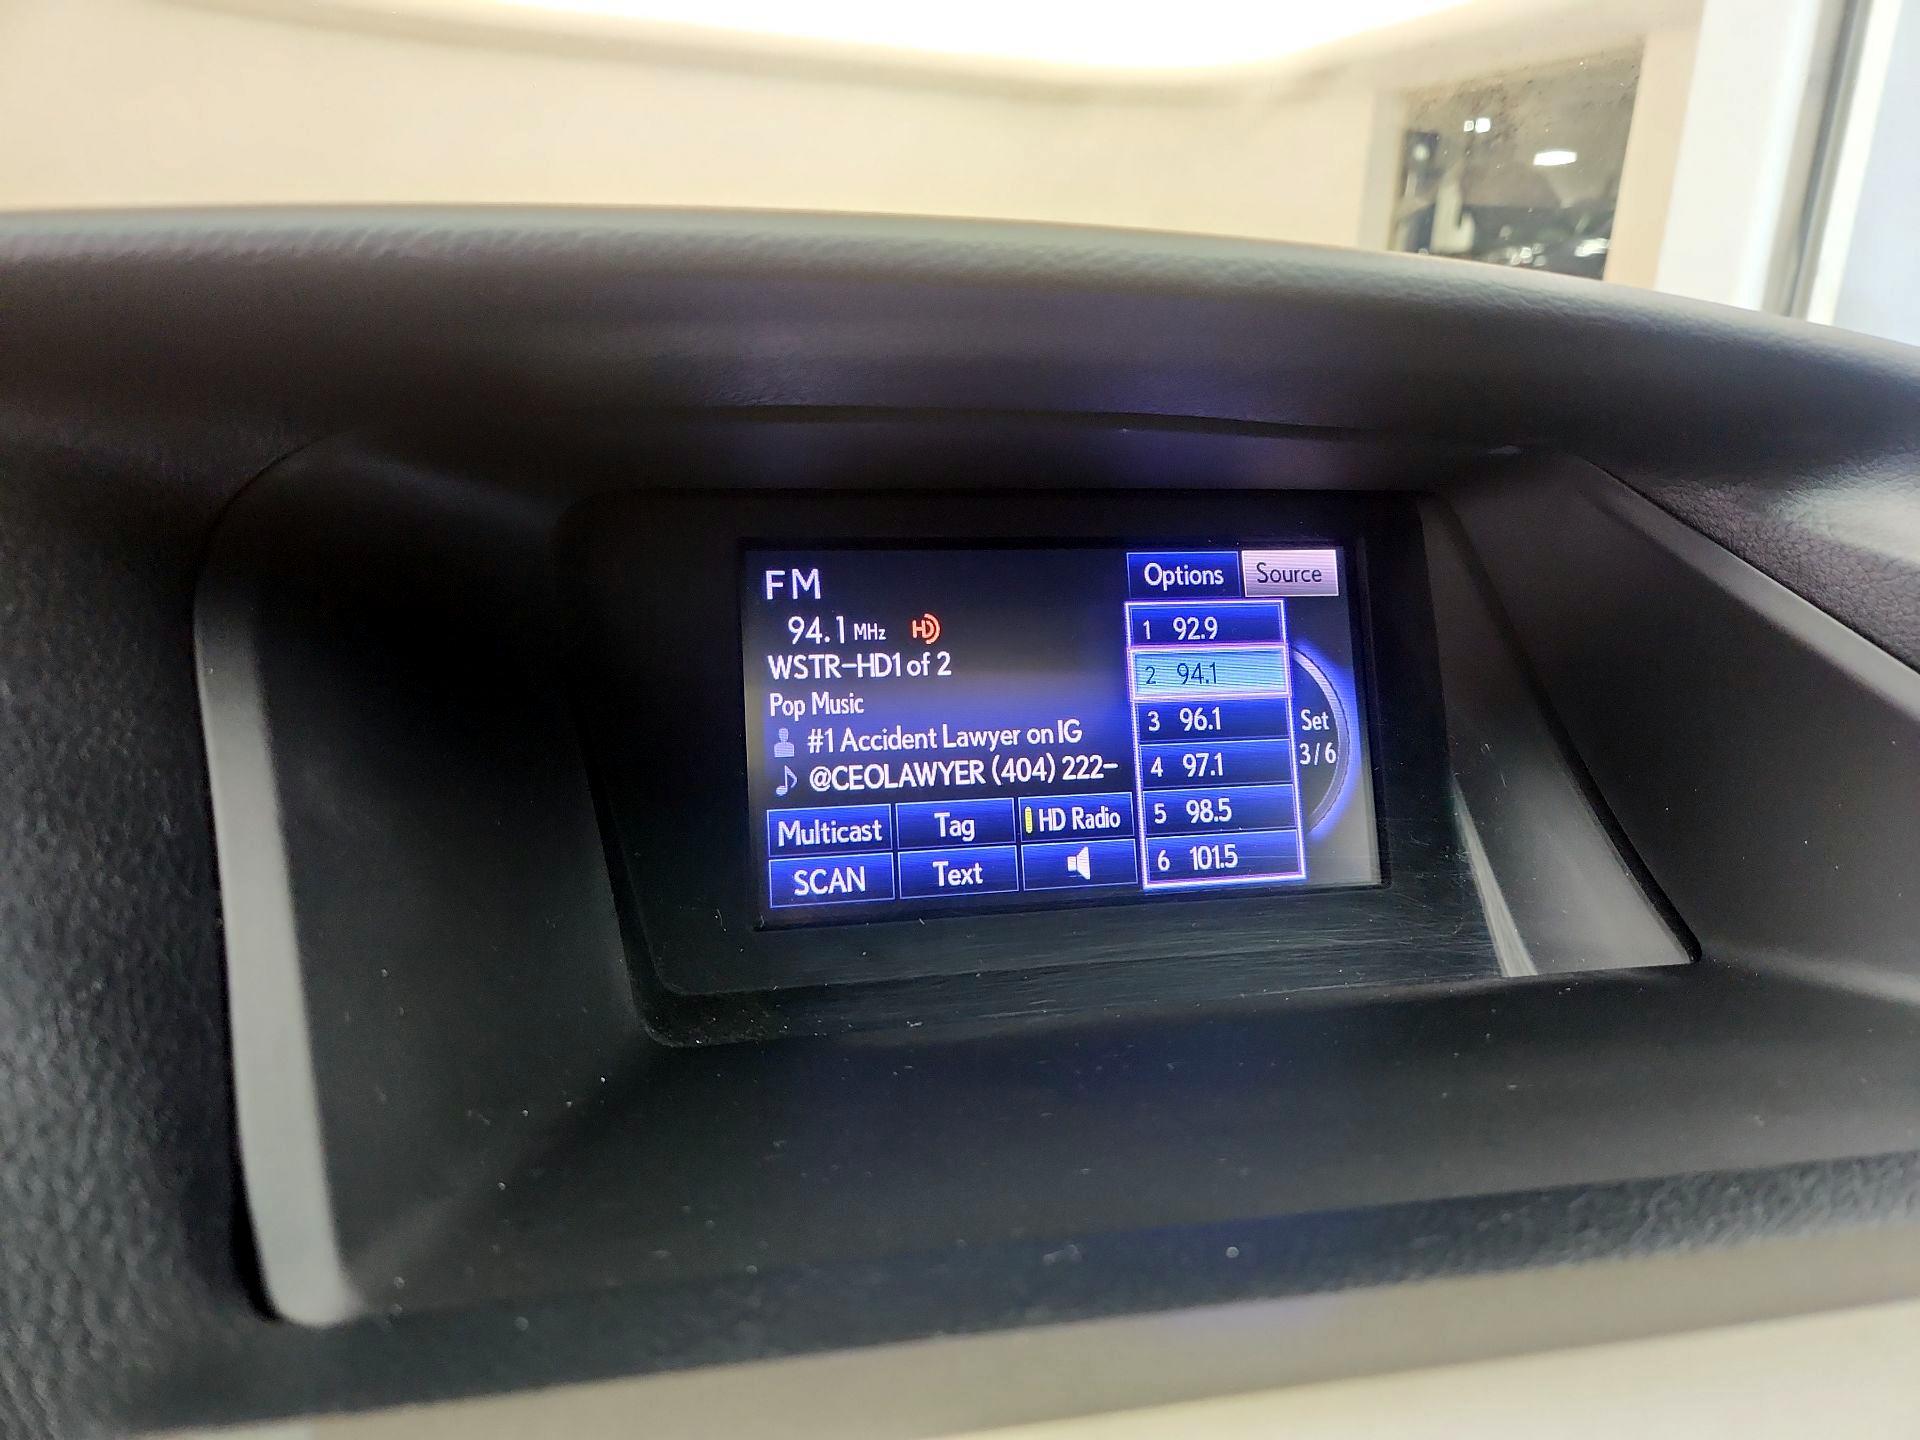 FM
Options Source
94.1 MHz HD
WSTR-HD1 of 2
Pop Music
#1 Accident Lawyer on IG
@CEOLAWYER (404) 222-
1 92.9
2 94.1
3 96.1
4 97.1
5 98.5
6 101.5
Set
3/6
Multicast Tag HD Radio
SCAN Text